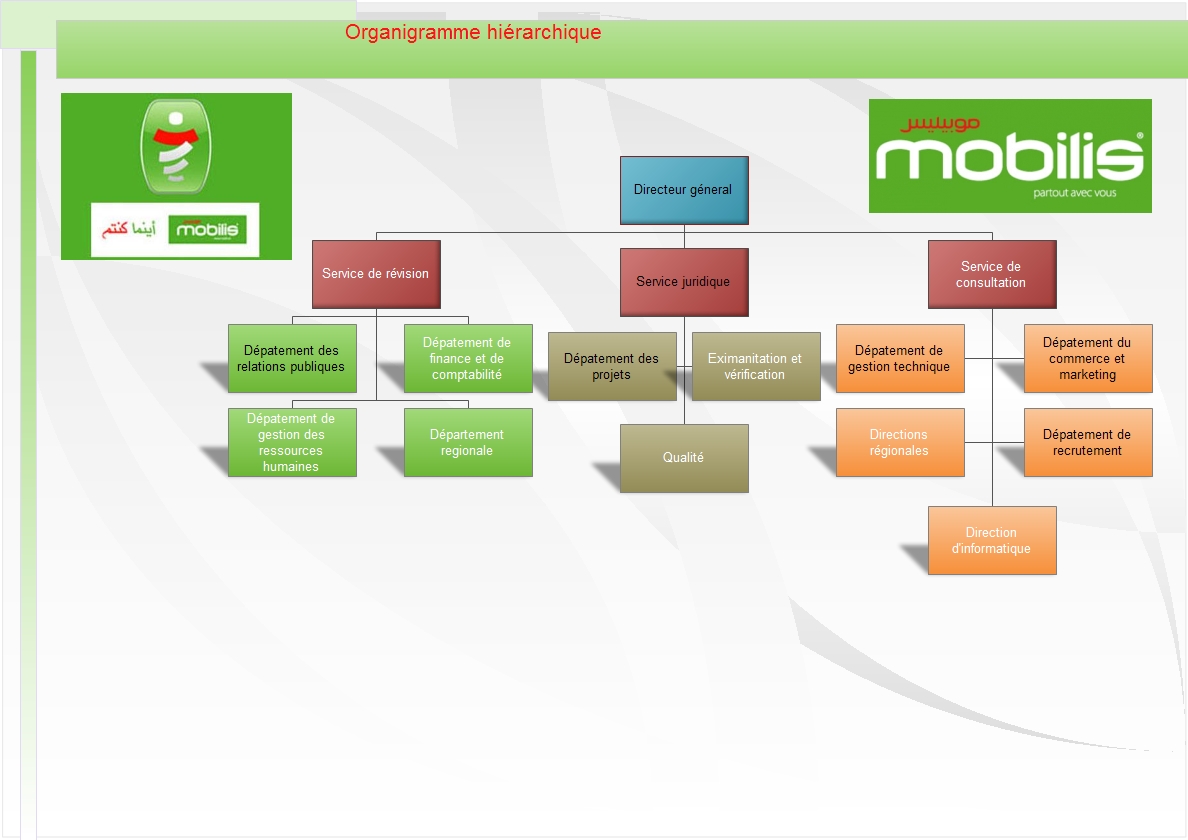 Organigramme hiérarchique
أينما كنتم
mobilis
موبيليس
mobilis®
partout avec vous
Directeur géneral
Service de révision
Service juridique
Service de
consultation
Dépatement des
relations publiques
Dépatement de
finance et de
comptabilité
Dépatement de
gestion des
ressources
humaines
Département
regionale
Dépatement des
projets
Eximanitation et
vérification
Qualité
Dépatement de
gestion technique
Dépatement du
commerce et
marketing
Directions
régionales
Dépatement de
recrutement
Direction
d'informatique